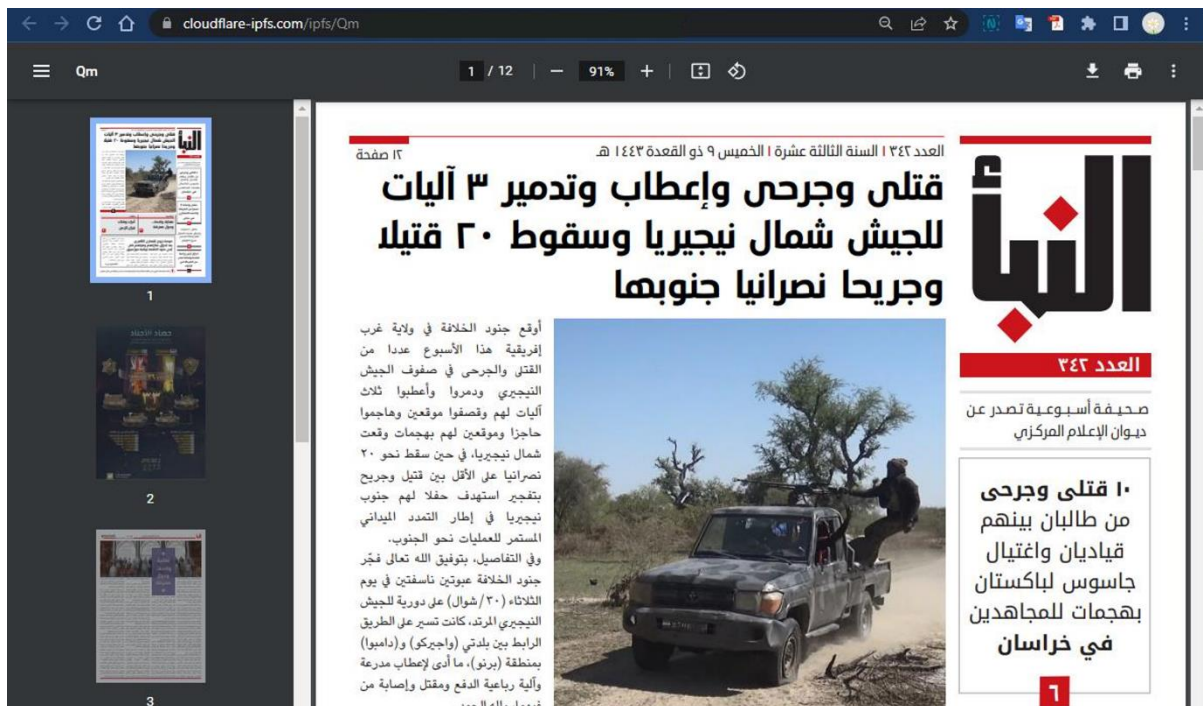 cloudflare-ipfs.com/ipfs/Qm
Qm
1 / 12
91%
1
2
3
النبأ
العدد ٣٤٢
صحيفة أسبوعية تصدر عن
ديوان الإعلام المركزي
١٠ قتلى وجرحى
من طالبان بينهم
قياديان واغتيال
جاسوس لباكستان
بهجمات للمجاهدين
في خراسان
٦
العدد ٣٤٢ | السنة الثالثة عشرة | الخميس ٩ ذو القعدة ١٤٤٣ هـ
١٢ صفحة
قتلى وجرحى وإعطاب وتدمير ٣ آليات
للجيش شمال نيجيريا وسقوط ٢٠ قتيلا
وجريحا نصرانيا جنوبها
أوقع جنود الخلافة في ولاية غرب
إفريقية هذا الأسبوع عددا من
القتلى والجرحى في صفوف الجيش
النيجيري ودمروا وأعطبوا ثلاث
آليات لهم وقصفوا موقعين وهاجموا
حاجزا وموقعين لهم بهجمات وقعت
شمال نيجيريا، في حين سقط نحو ٢٠
نصرانيا على الأقل بين قتيل وجريح
بتفجير استهدف حفلا لهم جنوب
نيجيريا في إطار التمدد الميداني
المستمر للعمليات نحو الجنوب.
وفي التفاصيل، بتوفيق الله تعالى فجّر
جنود الخلافة عبوتين ناسفتين في يوم
الثلاثاء (٣٠/شوال) على دورية للجيش
النيجيري المرتد، كانت تسير على الطريق
الرابط بين بلدتي (واجيركو) و(دامبوا)
بمنطقة (برنو)، ما أدى لإعطاب مدرعة
وآلية رباعية الدفع ومقتل وإصابة من